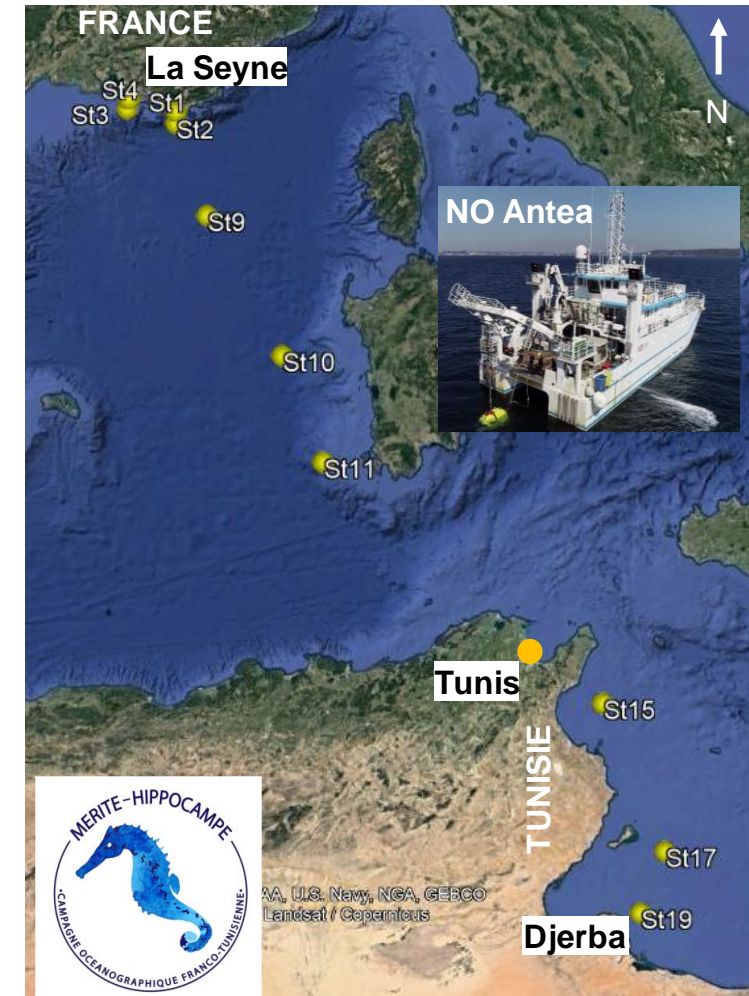 FRANCE
La Seyne
N
St4
St1
St3
St2
St9
NO Antea
St10
St11
Tunis
St15
TUNISIE
MERITE-HIPPOCAMPE
St17
AA, U.S. Navy, NGA, GEBCO
Landsat / Copernicus
St19
Djerba
•CAMPAGNE OCEANOGRAPHIQUE FRANCO-TUNISIENNE•